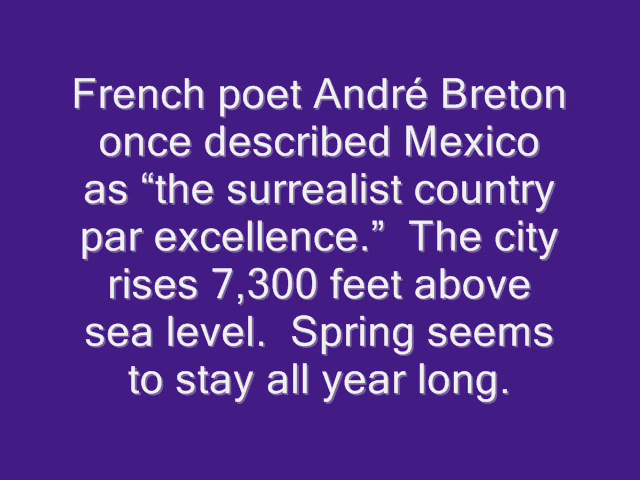 French poet André Breton
once described Mexico
as “the surrealist country
par excellence.”  The city
rises 7,300 feet above
sea level.  Spring seems
to stay all year long.